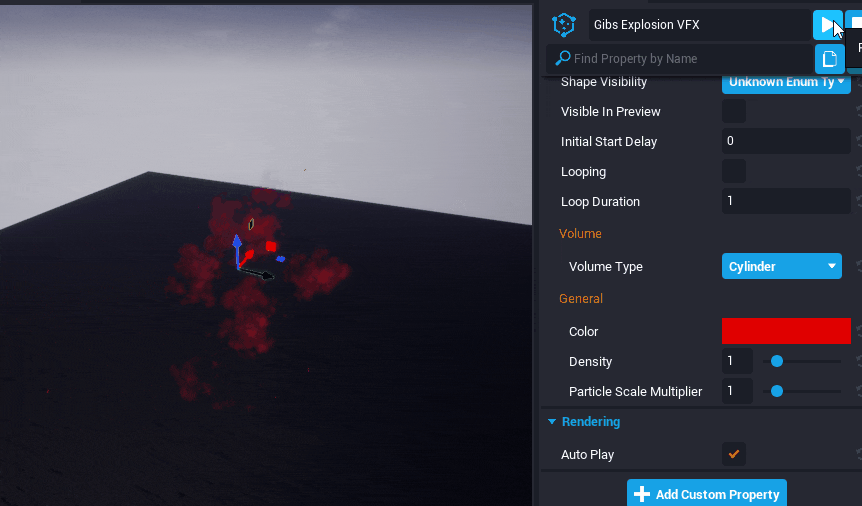 Gibs Explosion VFX
Find Property by Name
Shape Visibility
Unknown Enum Ty
Visible In Preview
Initial Start Delay
0
Looping
Loop Duration
1
Volume
Volume Type
Cylinder
General
Color
Density
1
Particle Scale Multiplier
1
Rendering
Auto Play
Add Custom Property